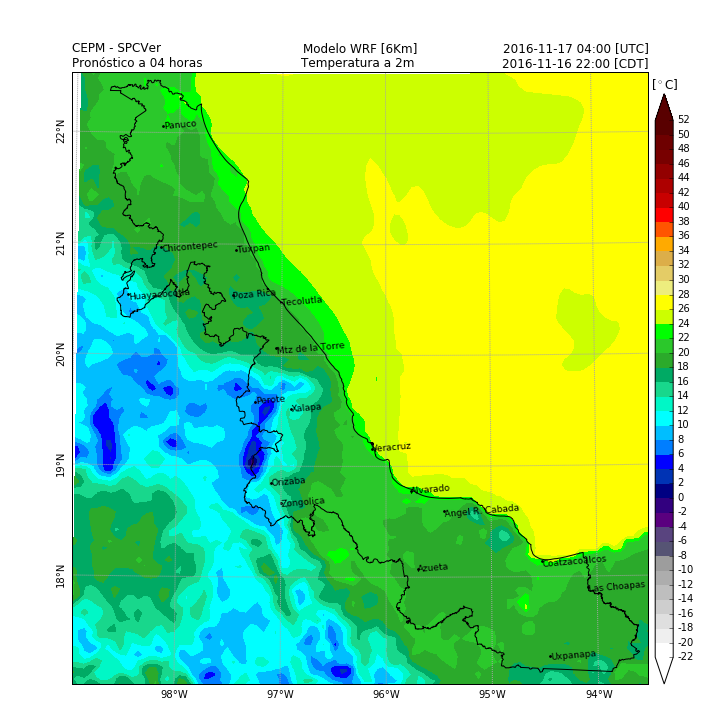 CEPM - SPCVer Modelo WRF [6Km] 2016-11-17 04:00 [UTC]
Pronóstico a 04 horas Temperatura a 2m 2016-11-16 22:00 [CDT]
[°C]
52
50
48
46
44
42
40
38
36
34
32
30
28
26
24
22
20
18
16
14
12
10
8
6
4
2
0
-2
-4
-6
-8
-10
-12
-14
-16
-18
-20
-22
22°N
21°N
20°N
19°N
18°N
Panuco
Chicontepec
Tuxpan
Huayacocotla
Poza Rica
Tecolutla
Mtz de la Torre
Perote
Xalapa
Veracruz
Orizaba
Zongolica
Alvarado
Angel R. Cabada
Azueta
Coatzacoalcos
Las Choapas
Uxpanapa
98°W 97°W 96°W 95°W 94°W